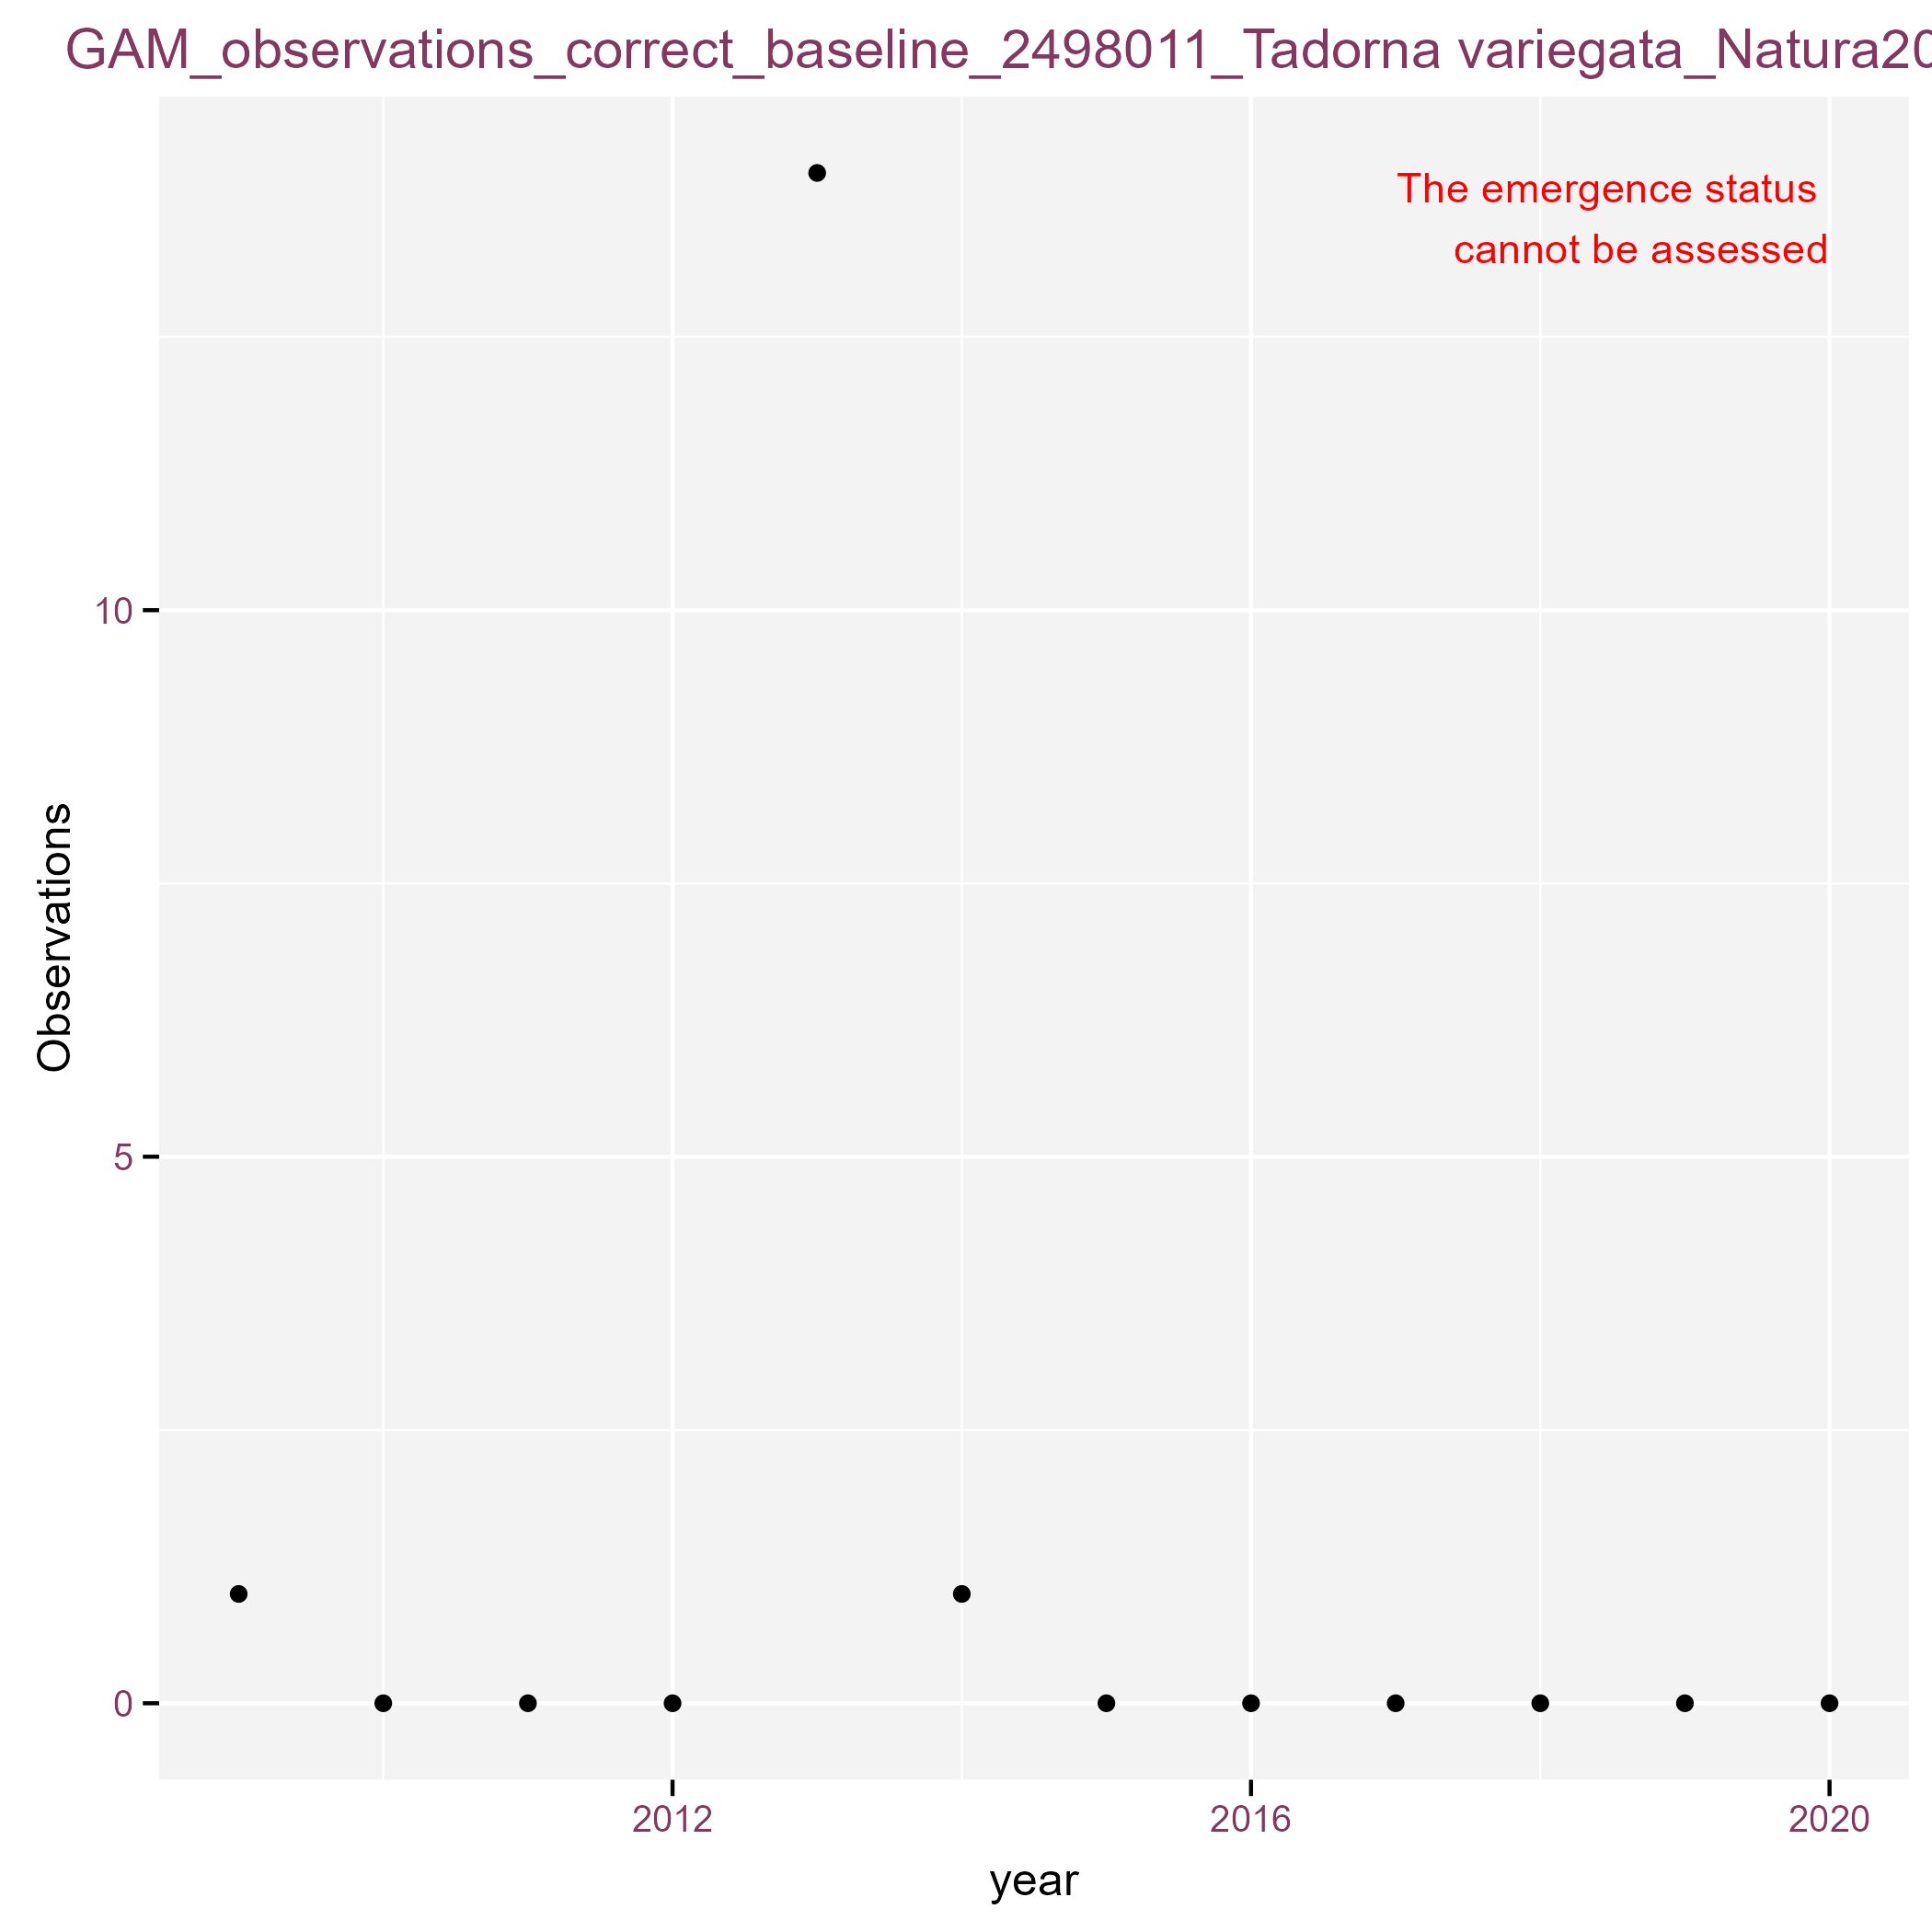 GAM_observations_correct_baseline_2498011_Tadorna variegata_Natura20
The emergence status
cannot be assessed
10
5
0
Observations
2012 2016 2020
year